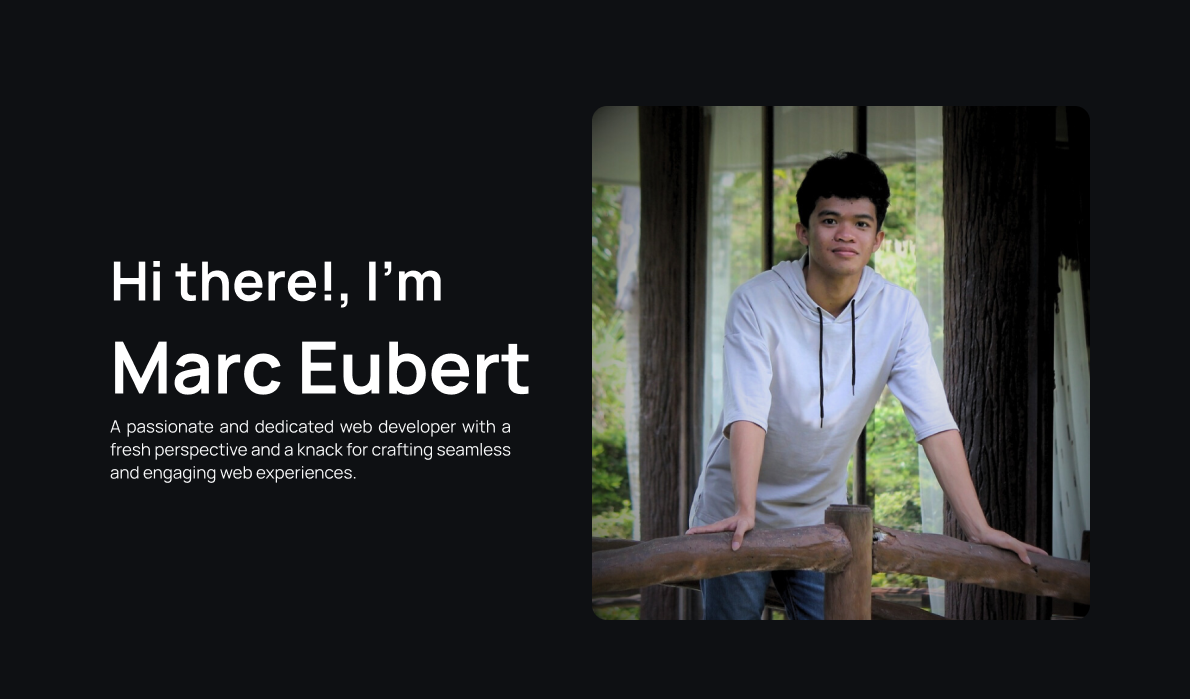 Hi there!, I’m
Marc Eubert
A passionate and dedicated web developer with a
fresh perspective and a knack for crafting seamless
and engaging web experiences.